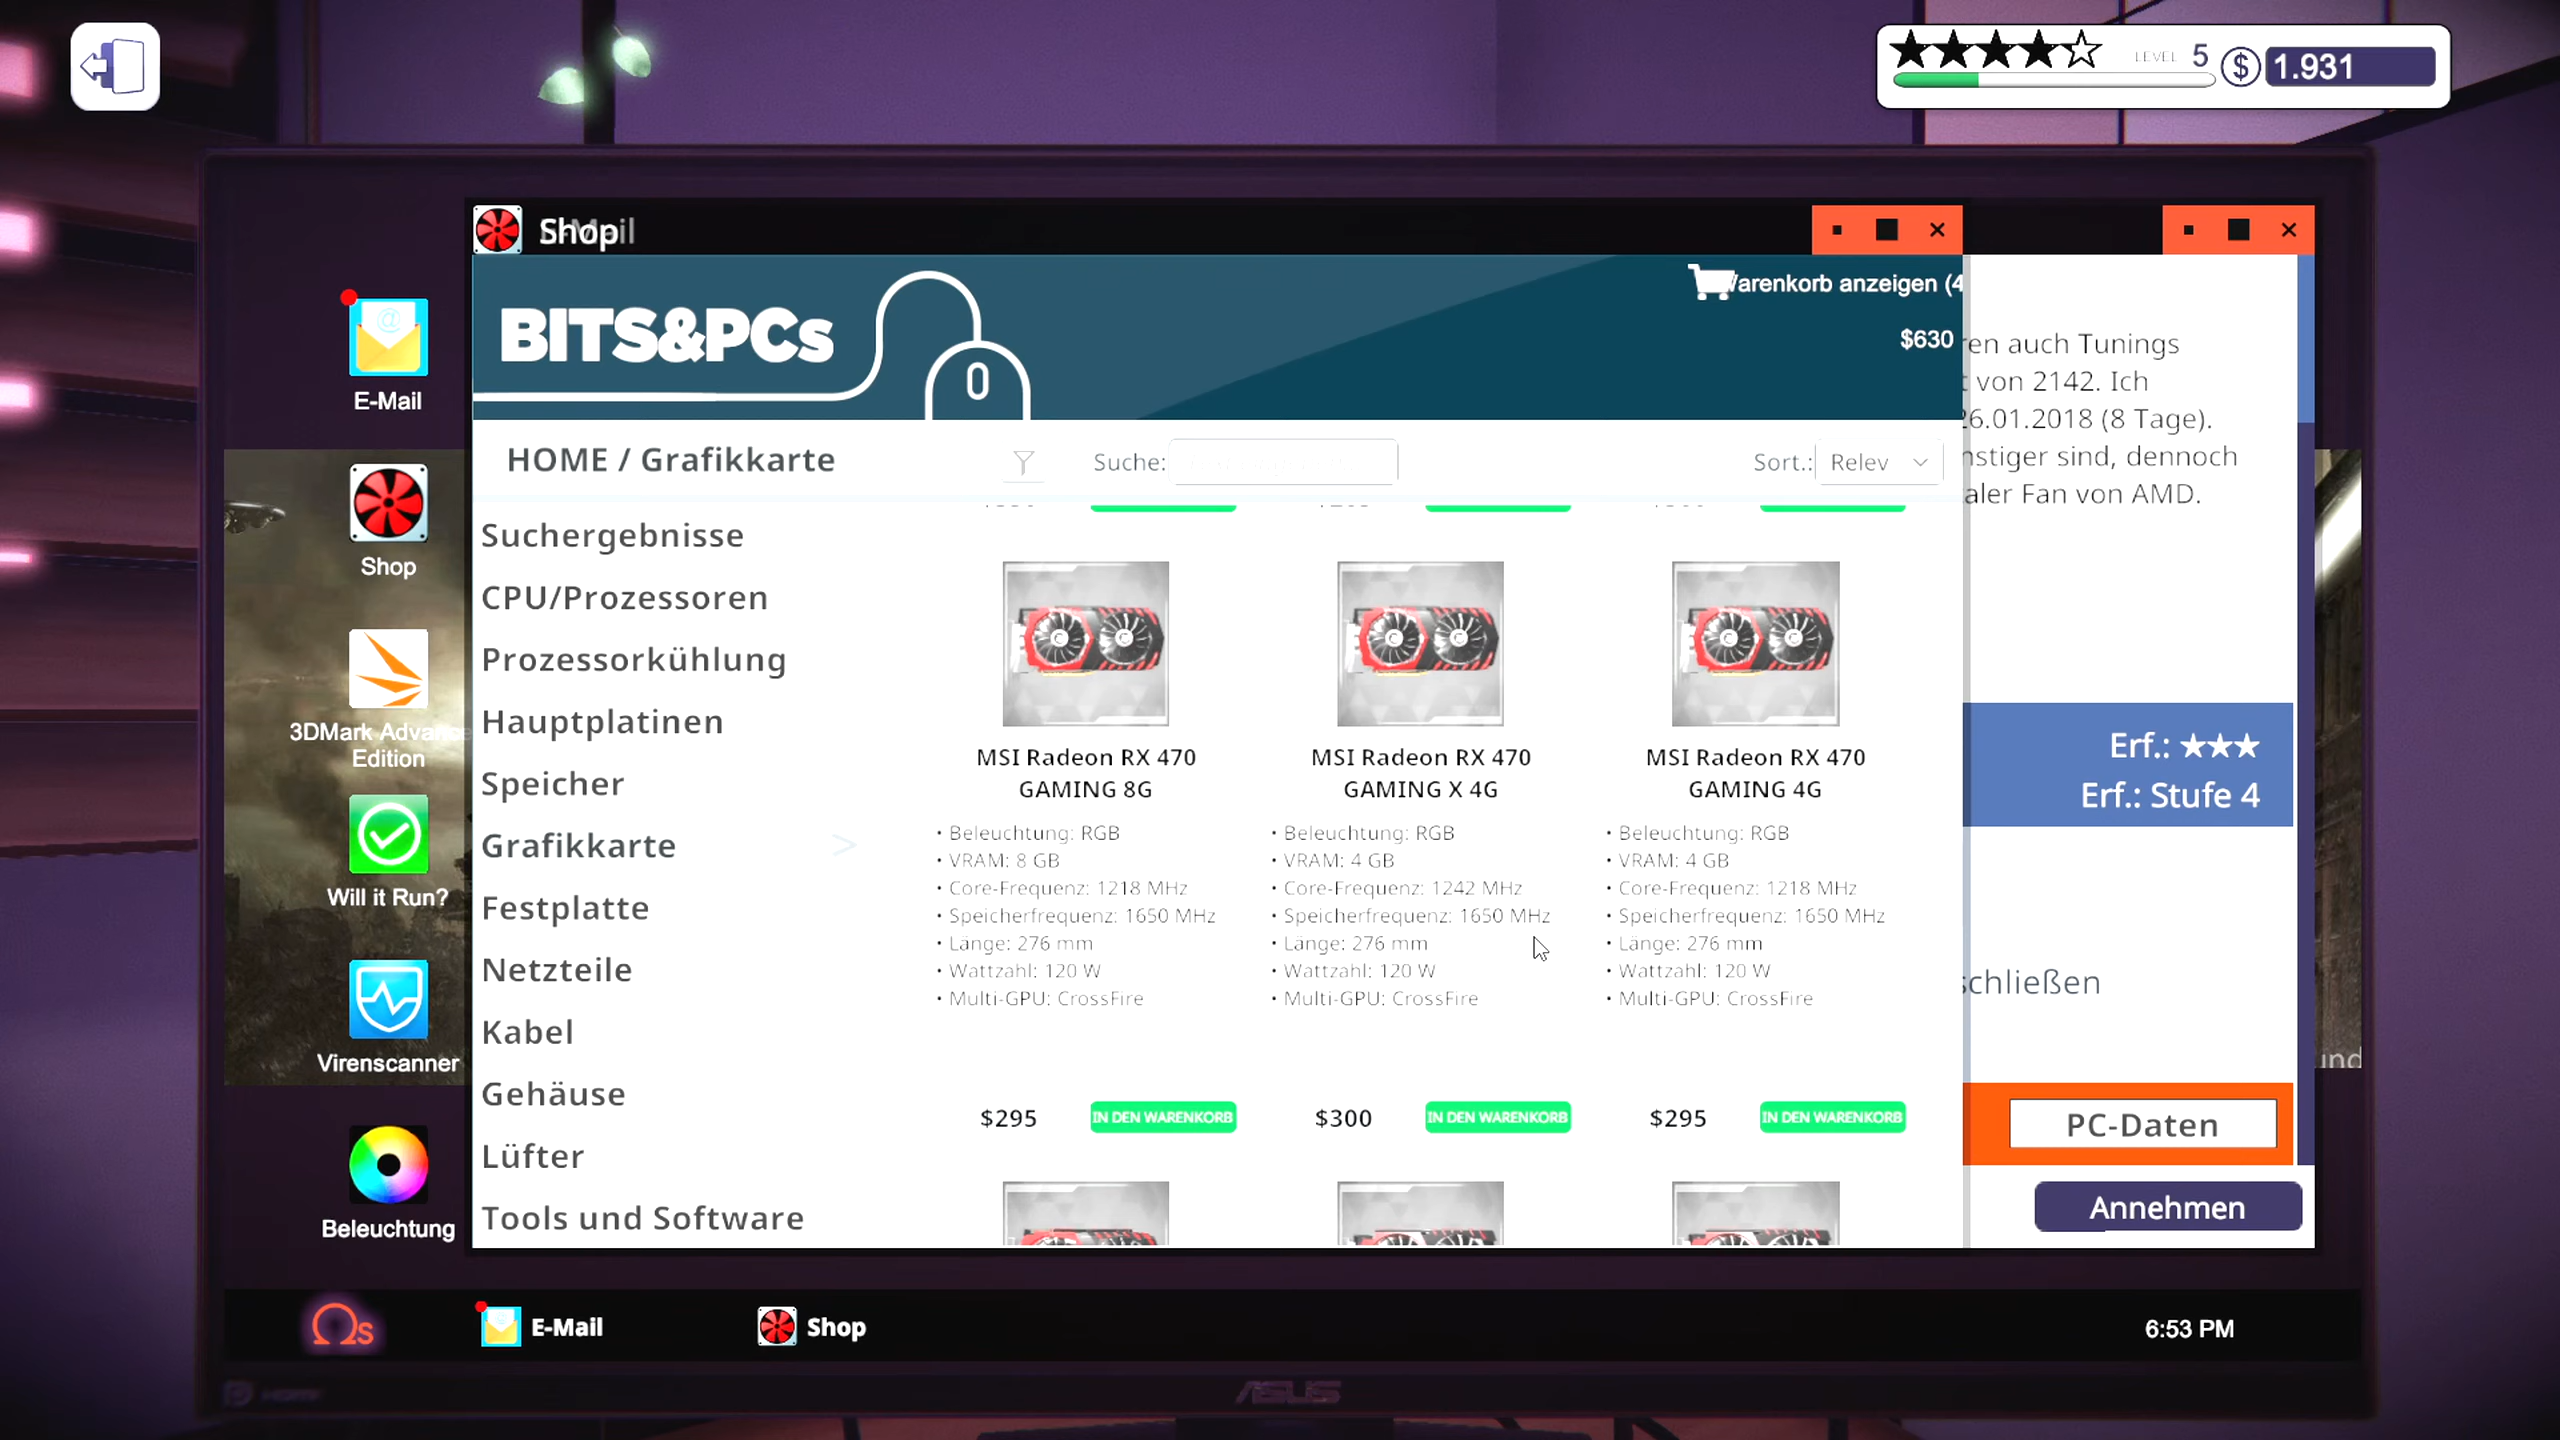 LEVEL 5
$ 1.931
Shop
BITS&PCs
arenkorb anzeigen (4
$630
HOME / Grafikkarte
Suche:
Sort.: Relev
Suchergebnisse
CPU/Prozessoren
Prozessorkühlung
Hauptplatinen
Speicher
Grafikkarte >
Festplatte
Netzteile
Kabel
Gehäuse
Lüfter
Tools und Software
MSI Radeon RX 470
GAMING 8G
• Beleuchtung: RGB
• VRAM: 8 GB
• Core-Frequenz: 1218 MHz
• Speicherfrequenz: 1650 MHz
• Länge: 276 mm
• Wattzahl: 120 W
• Multi-GPU: CrossFire
$295
IN DEN WARENKORB
MSI Radeon RX 470
GAMING X 4G
• Beleuchtung: RGB
• VRAM: 4 GB
• Core-Frequenz: 1242 MHz
• Speicherfrequenz: 1650 MHz
• Länge: 276 mm
• Wattzahl: 120 W
• Multi-GPU: CrossFire
$300
IN DEN WARENKORB
MSI Radeon RX 470
GAMING 4G
• Beleuchtung: RGB
• VRAM: 4 GB
• Core-Frequenz: 1218 MHz
• Speicherfrequenz: 1650 MHz
• Länge: 276 mm
• Wattzahl: 120 W
• Multi-GPU: CrossFire
$295
IN DEN WARENKORB
ren auch Tunings
t von 2142. Ich
26.01.2018 (8 Tage).
nstiger sind, dennoch
aler Fan von AMD.
Erf.: ★★★
Erf.: Stufe 4
schließen
PC-Daten
Annehmen
E-Mail
Shop
3DMark Advance
Edition
Will it Run?
Virenscanner
Beleuchtung
und
Ωs
E-Mail
Shop
6:53 PM
HDMI
ASUS